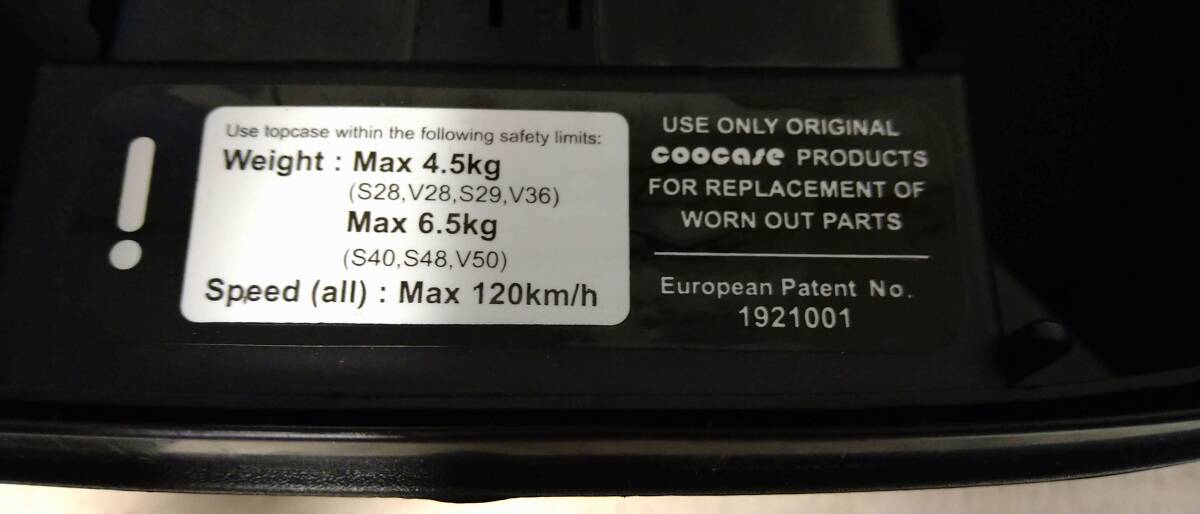 Use topcase within the following safety limits:
Weight : Max 4.5kg
(S28,V28,S29,V36)
Max 6.5kg
(S40,S48,V50)
Speed (all) : Max 120km/h
USE ONLY ORIGINAL
coocase PRODUCTS
FOR REPLACEMENT OF
WORN OUT PARTS
European Patent No.
1921001